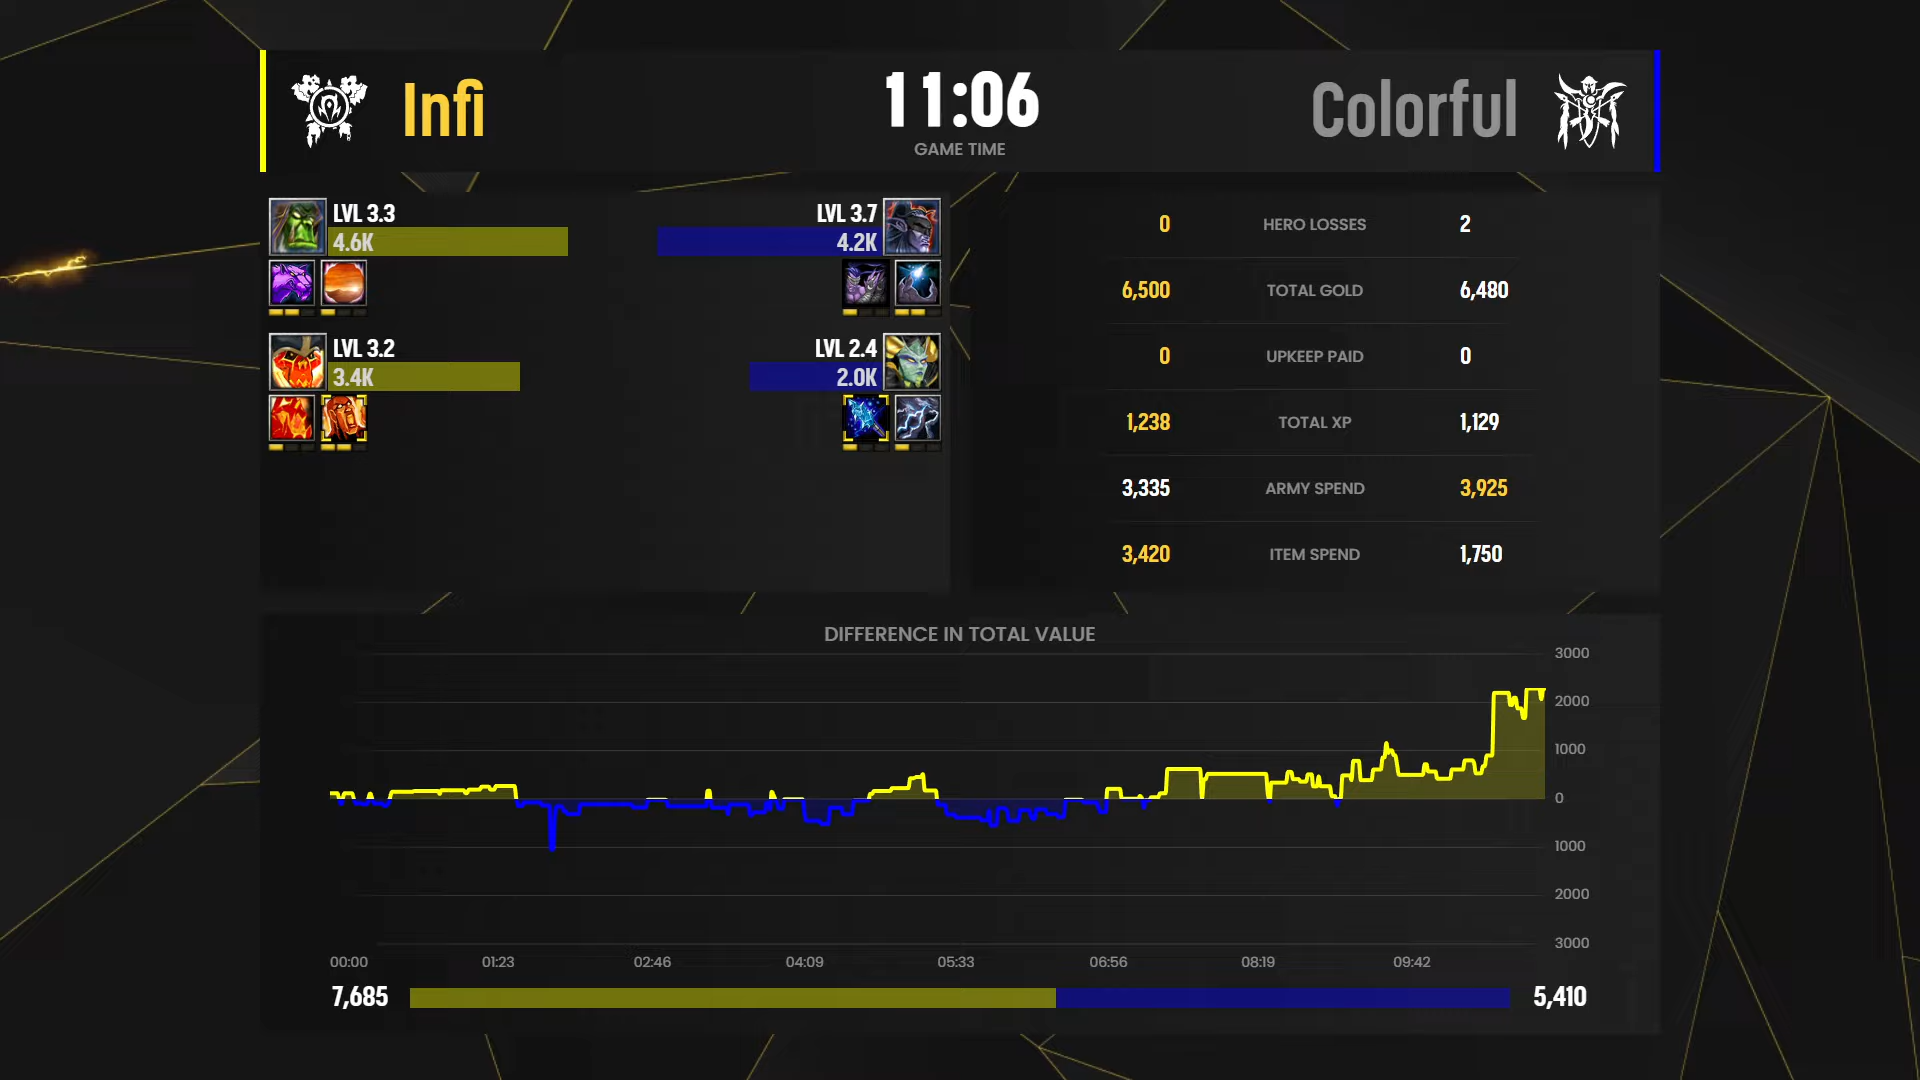 Infi
11:06
GAME TIME
Colorful
LVL 3.3
4.6K
LVL 3.7
4.2K
LVL 3.2
3.4K
LVL 2.4
2.0K
0 HERO LOSSES 2
6,500 TOTAL GOLD 6,480
0 UPKEEP PAID 0
1,238 TOTAL XP 1,129
3,335 ARMY SPEND 3,925
3,420 ITEM SPEND 1,750
DIFFERENCE IN TOTAL VALUE
3000
2000
1000
0
1000
2000
3000
00:00 01:23 02:46 04:09 05:33 06:56 08:19 09:42
7,685 5,410